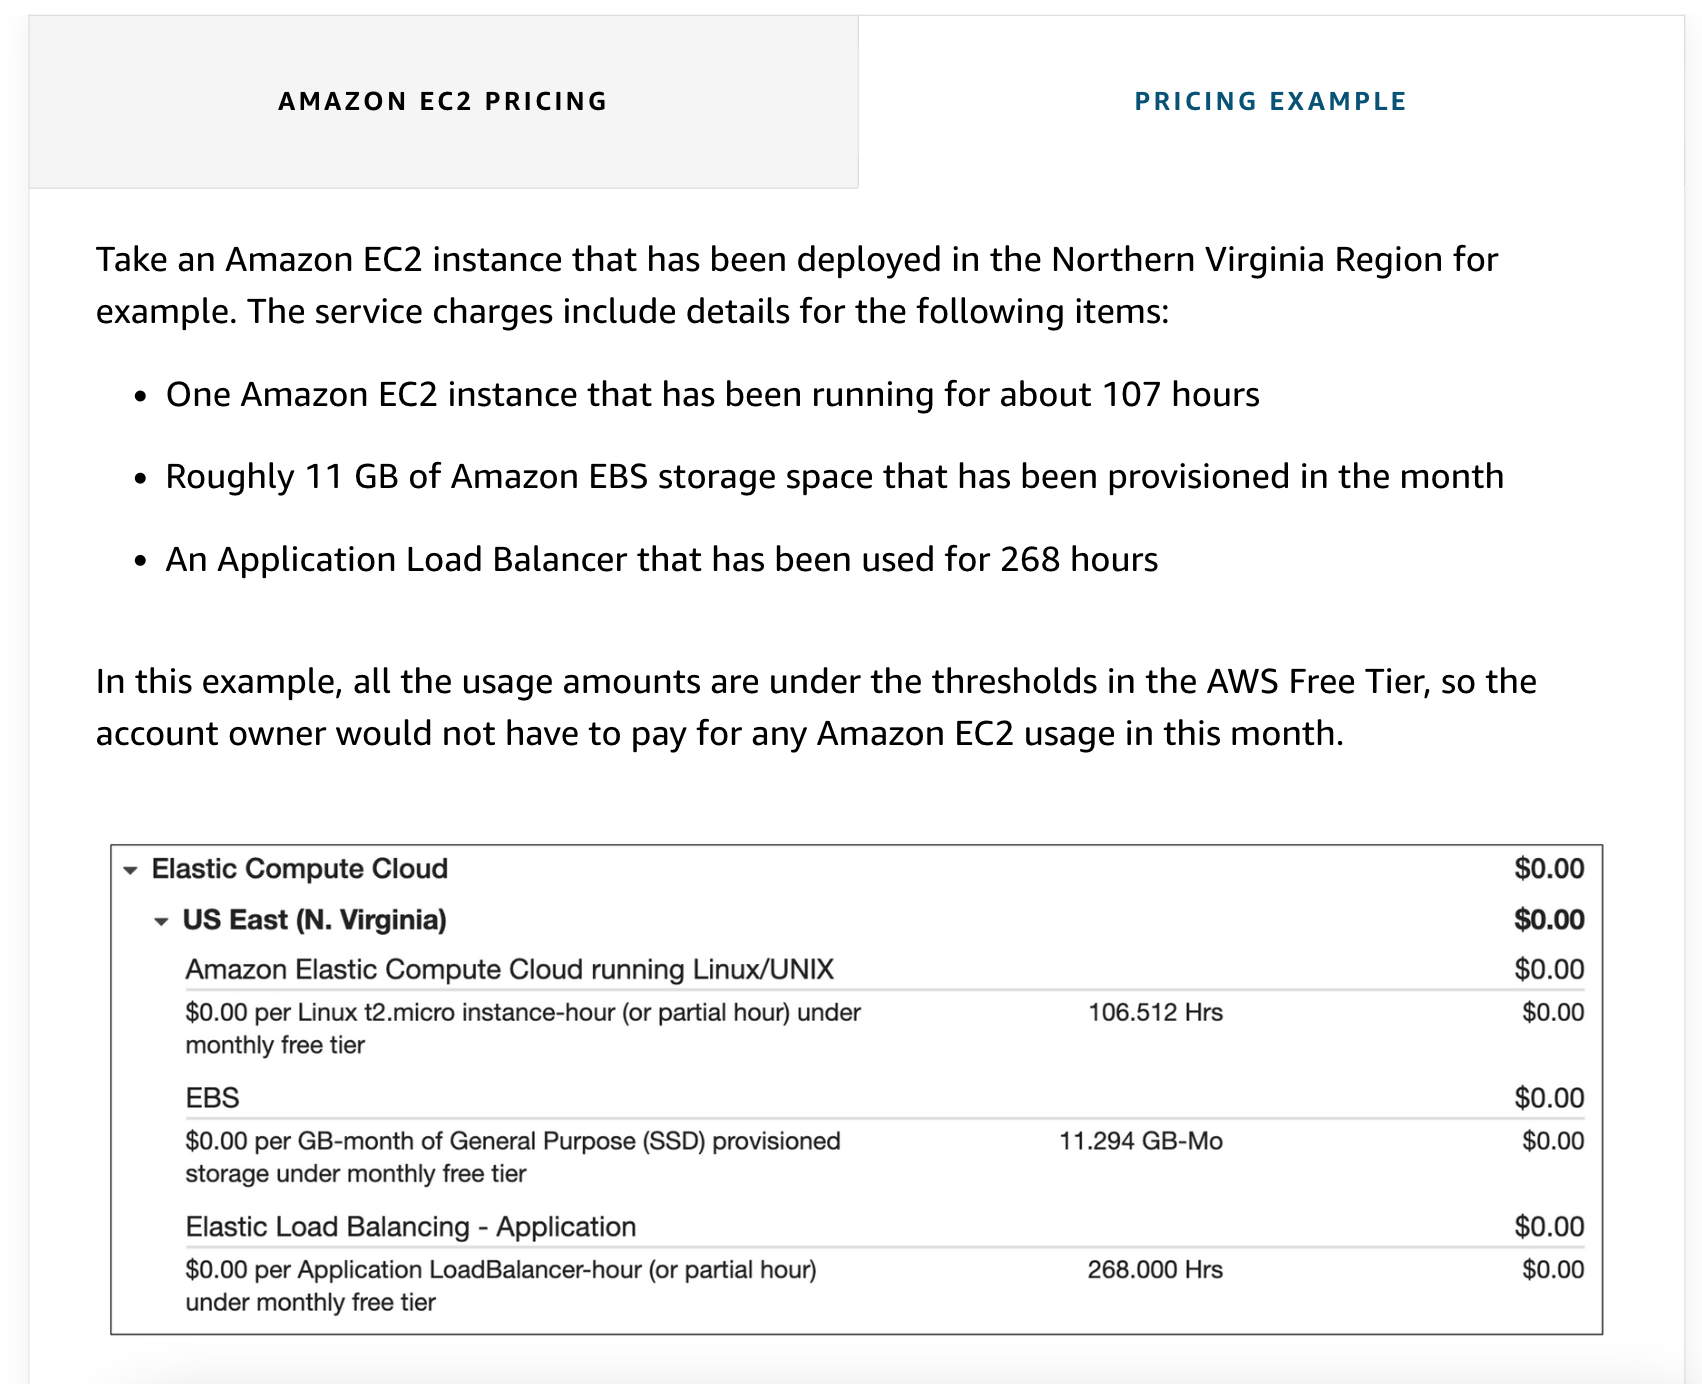 AMAZON EC2 PRICING
PRICING EXAMPLE
Take an Amazon EC2 instance that has been deployed in the Northern Virginia Region for
example. The service charges include details for the following items:
• One Amazon EC2 instance that has been running for about 107 hours
• Roughly 11 GB of Amazon EBS storage space that has been provisioned in the month
• An Application Load Balancer that has been used for 268 hours
In this example, all the usage amounts are under the thresholds in the AWS Free Tier, so the
account owner would not have to pay for any Amazon EC2 usage in this month.
Elastic Compute Cloud $0.00
US East (N. Virginia) $0.00
Amazon Elastic Compute Cloud running Linux/UNIX $0.00
$0.00 per Linux t2.micro instance-hour (or partial hour) under 106.512 Hrs $0.00
monthly free tier
EBS $0.00
$0.00 per GB-month of General Purpose (SSD) provisioned 11.294 GB-Mo $0.00
storage under monthly free tier
Elastic Load Balancing - Application $0.00
$0.00 per Application LoadBalancer-hour (or partial hour) 268.000 Hrs $0.00
under monthly free tier